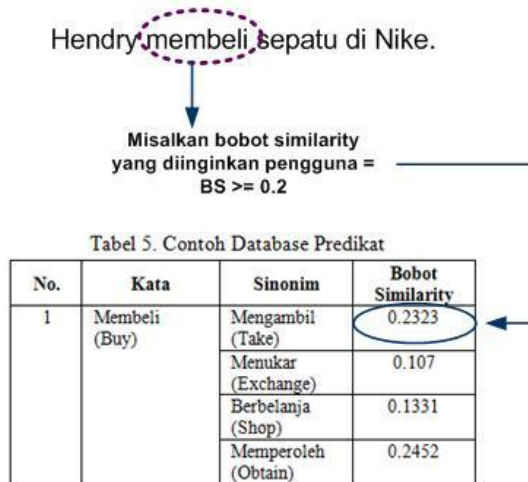 Hendry membeli sepatu di Nike.
Misalkan bobot similarity
yang diinginkan pengguna =
BS >= 0.2
Tabel 5. Contoh Database Predikat
No. Kata Sinonim Bobot Similarity
1 Membeli (Buy) Mengambil (Take) 0.2323
Menukar (Exchange) 0.107
Berbelanja (Shop) 0.1331
Memperoleh (Obtain) 0.2452